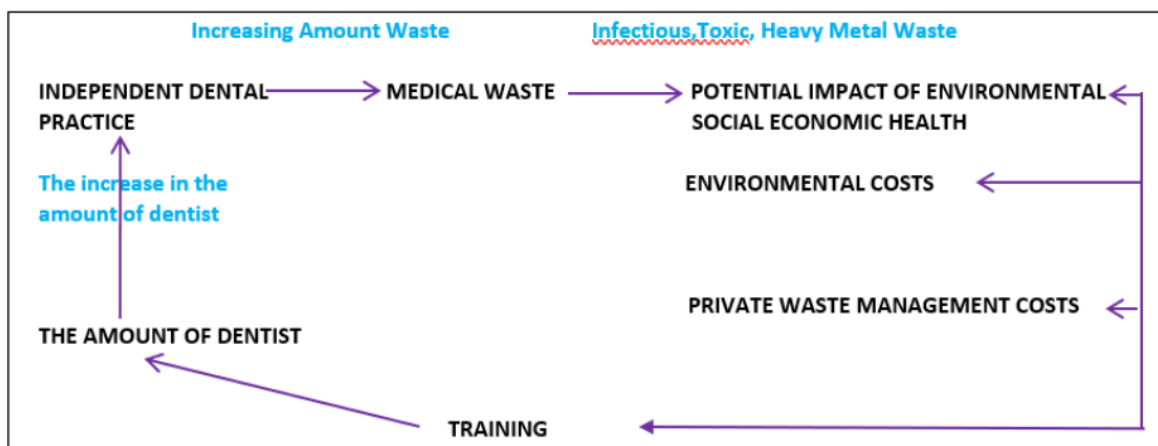 Increasing Amount Waste
Infectious,Toxic, Heavy Metal Waste
INDEPENDENT DENTAL
PRACTICE
MEDICAL WASTE
POTENTIAL IMPACT OF ENVIRONMENTAL
SOCIAL ECONOMIC HEALTH
The increase in the
amount of dentist
ENVIRONMENTAL COSTS
PRIVATE WASTE MANAGEMENT COSTS
THE AMOUNT OF DENTIST
TRAINING